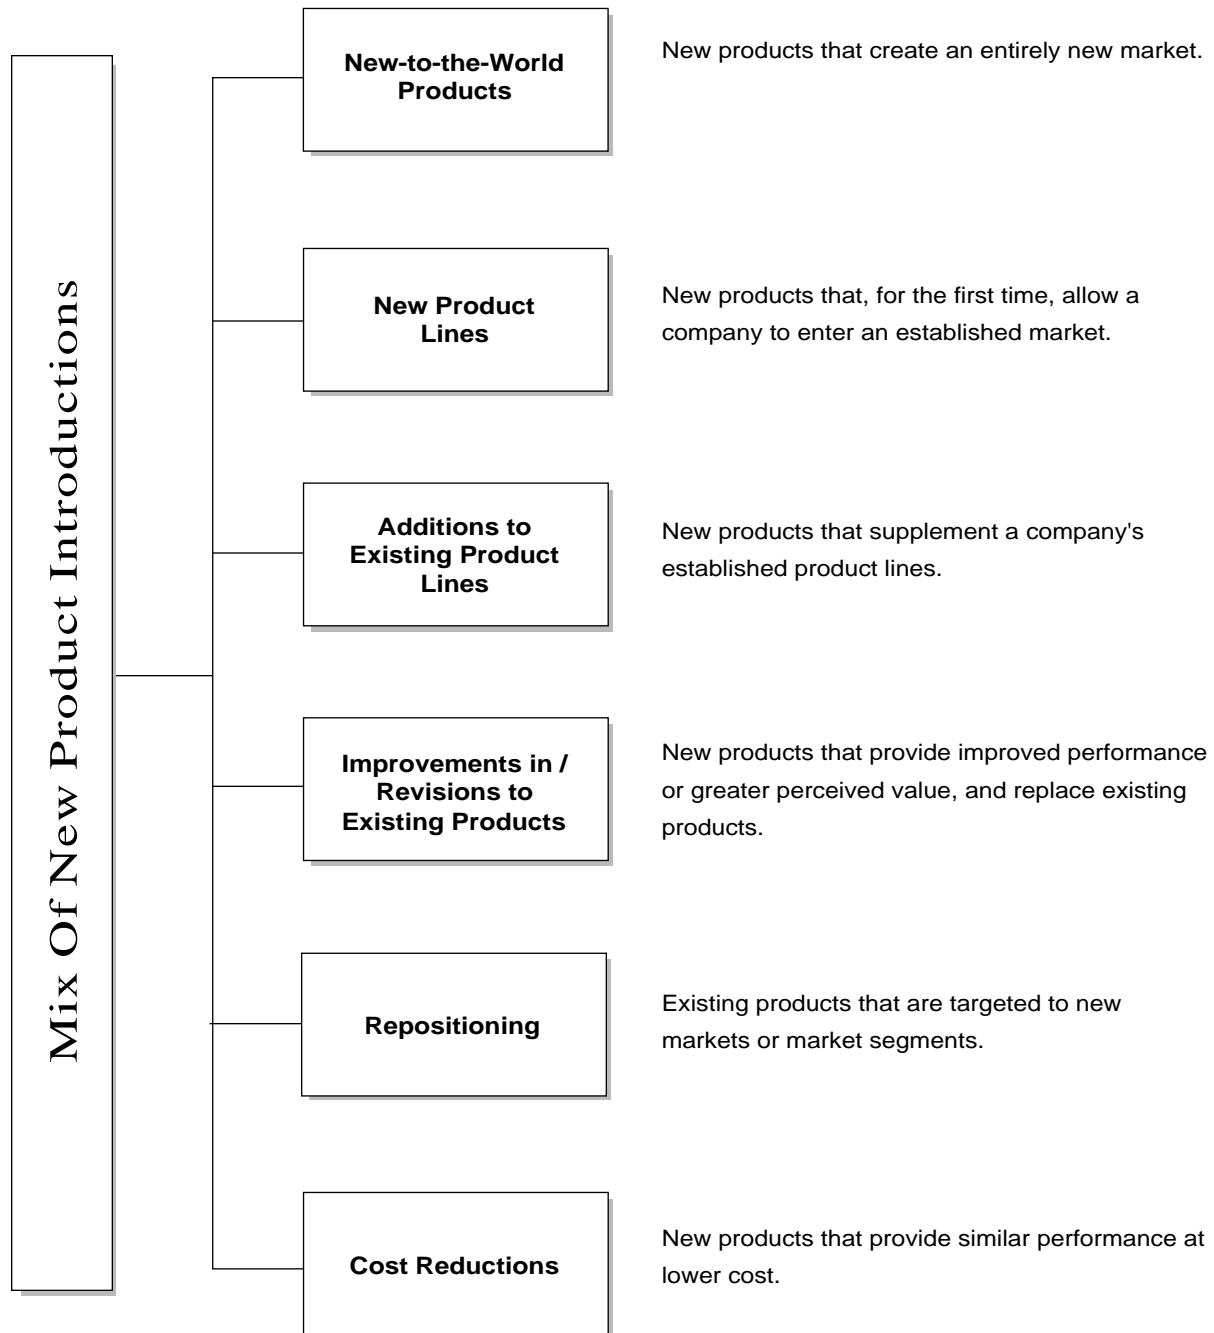 Mix Of New Product Introductions
New-to-the-World
Products
New products that create an entirely new market.
New Product
Lines
New products that, for the first time, allow a
company to enter an established market.
Additions to
Existing Product
Lines
New products that supplement a company's
established product lines.
Improvements in /
Revisions to
Existing Products
New products that provide improved performance
or greater perceived value, and replace existing
products.
Repositioning
Existing products that are targeted to new
markets or market segments.
Cost Reductions
New products that provide similar performance at
lower cost.